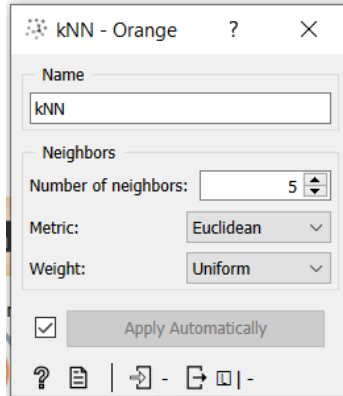 kNN - Orange ? ×
Name
kNN
Neighbors
Number of neighbors: 5
Metric: Euclidean
Weight: Uniform
Apply Automatically
? | - | -